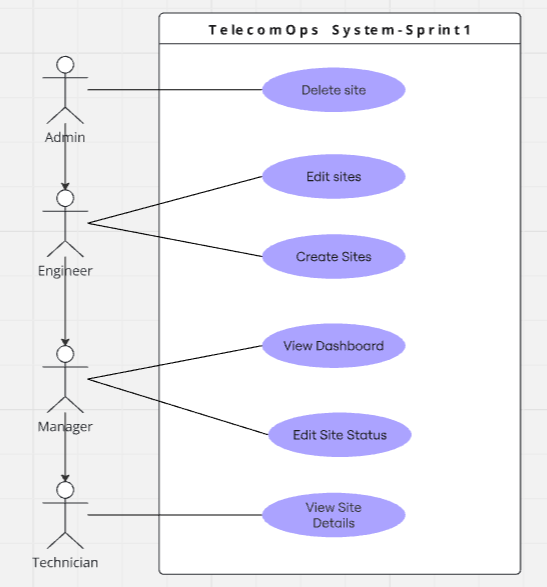 TelecomOps System-Sprint1
Delete site
Admin
Edit sites
Create Sites
Engineer
View Dashboard
Manager
Edit Site Status
View Site
Details
Technician